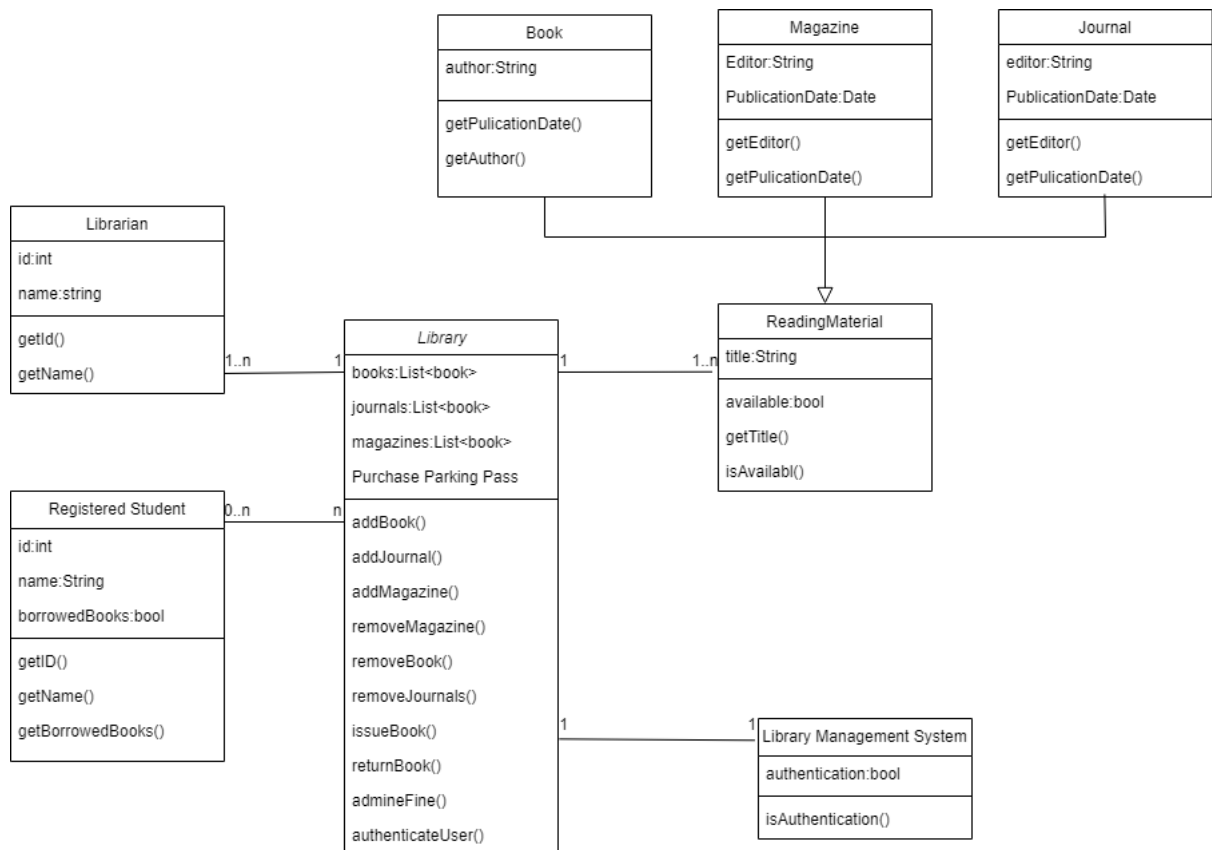 Book
author:String
getPulicationDate()
getAuthor()
Magazine
Editor:String
PublicationDate:Date
getEditor()
getPulicationDate()
Journal
editor:String
PublicationDate:Date
getEditor()
getPulicationDate()
Librarian
id:int
name:string
getId()
getName()
1..n
1
Library
books:List<book>
journals:List<book>
magazines:List<book>
Purchase Parking Pass
addBook()
addJournal()
addMagazine()
removeMagazine()
removeBook()
removeJournals()
issueBook()
returnBook()
admineFine()
authenticateUser()
1
1..n
ReadingMaterial
title:String
available:bool
getTitle()
isAvailabl()
Registered Student
id:int
name:String
borrowedBooks:bool
getID()
getName()
getBorrowedBooks()
0..n
n
1
1
Library Management System
authentication:bool
isAuthentication()